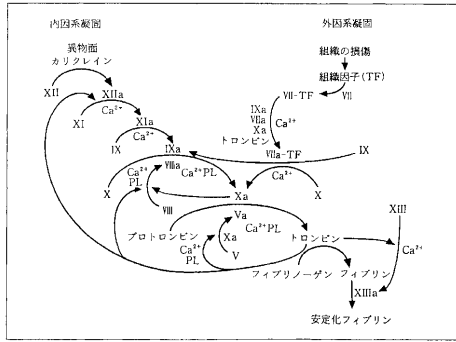 内因系凝固
外因系凝固
異物面
カリクレイン
組織の損傷
組織因子(TF)
XII
XIIa
Ca²⁺
VII-TF
VII
XI
XIa
Ca²⁺
IXa
VIIa
Xa
トロンビン
Ca²⁺
IX
IXa
VIIa-TF
IX
Ca²⁺
PL
VIIIa
Ca²⁺PL
Ca²⁺
X
Xa
X
VIII
XIII
Va
Ca²⁺PL
プロトロンビン
トロンビン
Xa
Ca²⁺
PL
V
Ca²⁺
フィブリノーゲン
フィブリン
XIIIa
安定化フィブリン